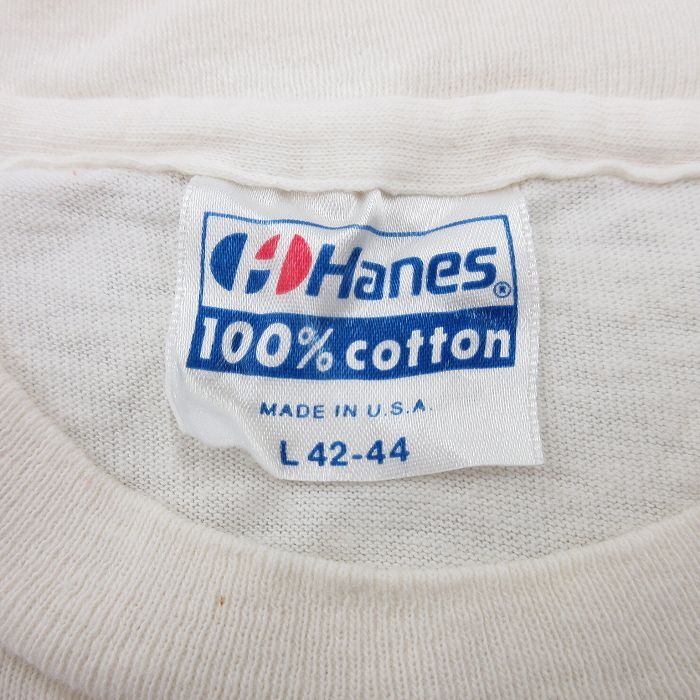 Hanes®
100% cotton
MADE IN U.S.A.
L 42-44